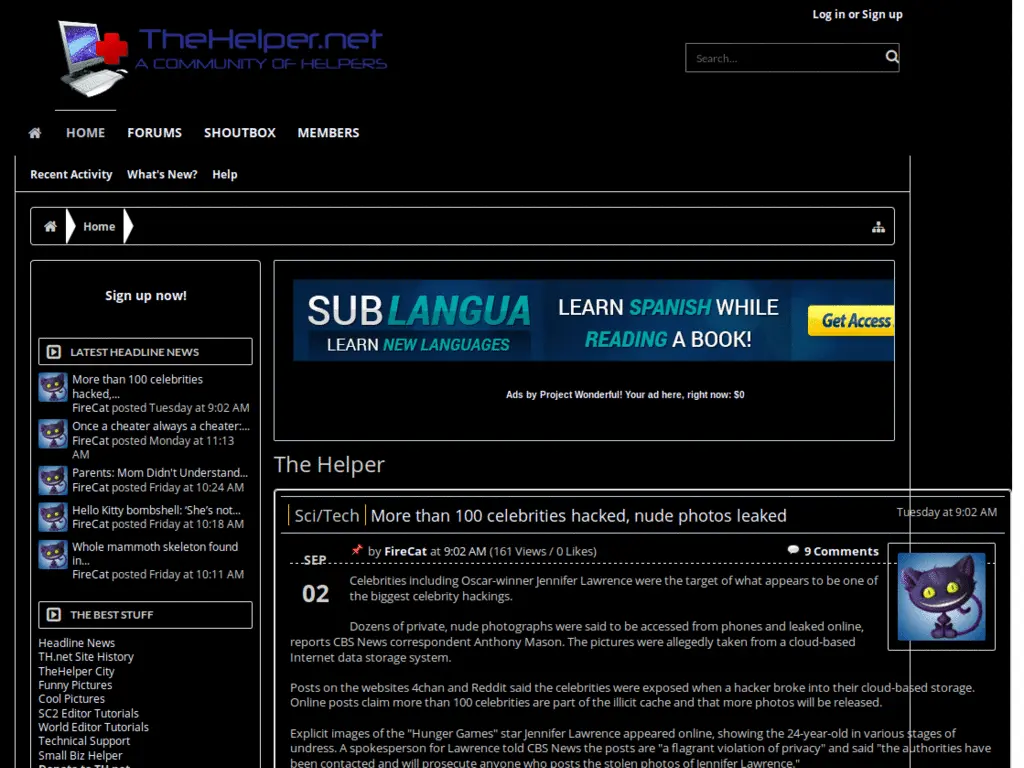 Log in or Sign up
TheHelper.net
A COMMUNITY OF HELPERS
Search...
HOME FORUMS SHOUTBOX MEMBERS
Recent Activity What's New? Help
Home
Sign up now!
LATEST HEADLINE NEWS
More than 100 celebrities
hacked,...
FireCat posted Tuesday at 9:02 AM
Once a cheater always a cheater:...
FireCat posted Monday at 11:13
AM
Parents: Mom Didn't Understand...
FireCat posted Friday at 10:24 AM
Hello Kitty bombshell: ‘She’s not...
FireCat posted Friday at 10:18 AM
Whole mammoth skeleton found
in...
FireCat posted Friday at 10:11 AM
THE BEST STUFF
Headline News
TH.net Site History
TheHelper City
Funny Pictures
Cool Pictures
SC2 Editor Tutorials
World Editor Tutorials
Technical Support
Small Biz Helper
Donate to TH.net
SUB LANGUA
LEARN NEW LANGUAGES
LEARN SPANISH WHILE
READING A BOOK!
Get Access
Ads by Project Wonderful! Your ad here, right now: $0
The Helper
Sci/Tech More than 100 celebrities hacked, nude photos leaked
Tuesday at 9:02 AM
SEP
02
by FireCat at 9:02 AM (161 Views / 0 Likes)
9 Comments
Celebrities including Oscar-winner Jennifer Lawrence were the target of what appears to be one of
the biggest celebrity hackings.
Dozens of private, nude photographs were said to be accessed from phones and leaked online,
reports CBS News correspondent Anthony Mason. The pictures were allegedly taken from a cloud-based
Internet data storage system.
Posts on the websites 4chan and Reddit said the celebrities were exposed when a hacker broke into their cloud-based storage.
Online posts claim more than 100 celebrities are part of the illicit cache and that more photos will be released.
Explicit images of the "Hunger Games" star Jennifer Lawrence appeared online, showing the 24-year-old in various stages of
undress. A spokesperson for Lawrence told CBS News the posts are "a flagrant violation of privacy" and said "the authorities have
been contacted and will prosecute anyone who posts the stolen photos of Jennifer Lawrence."